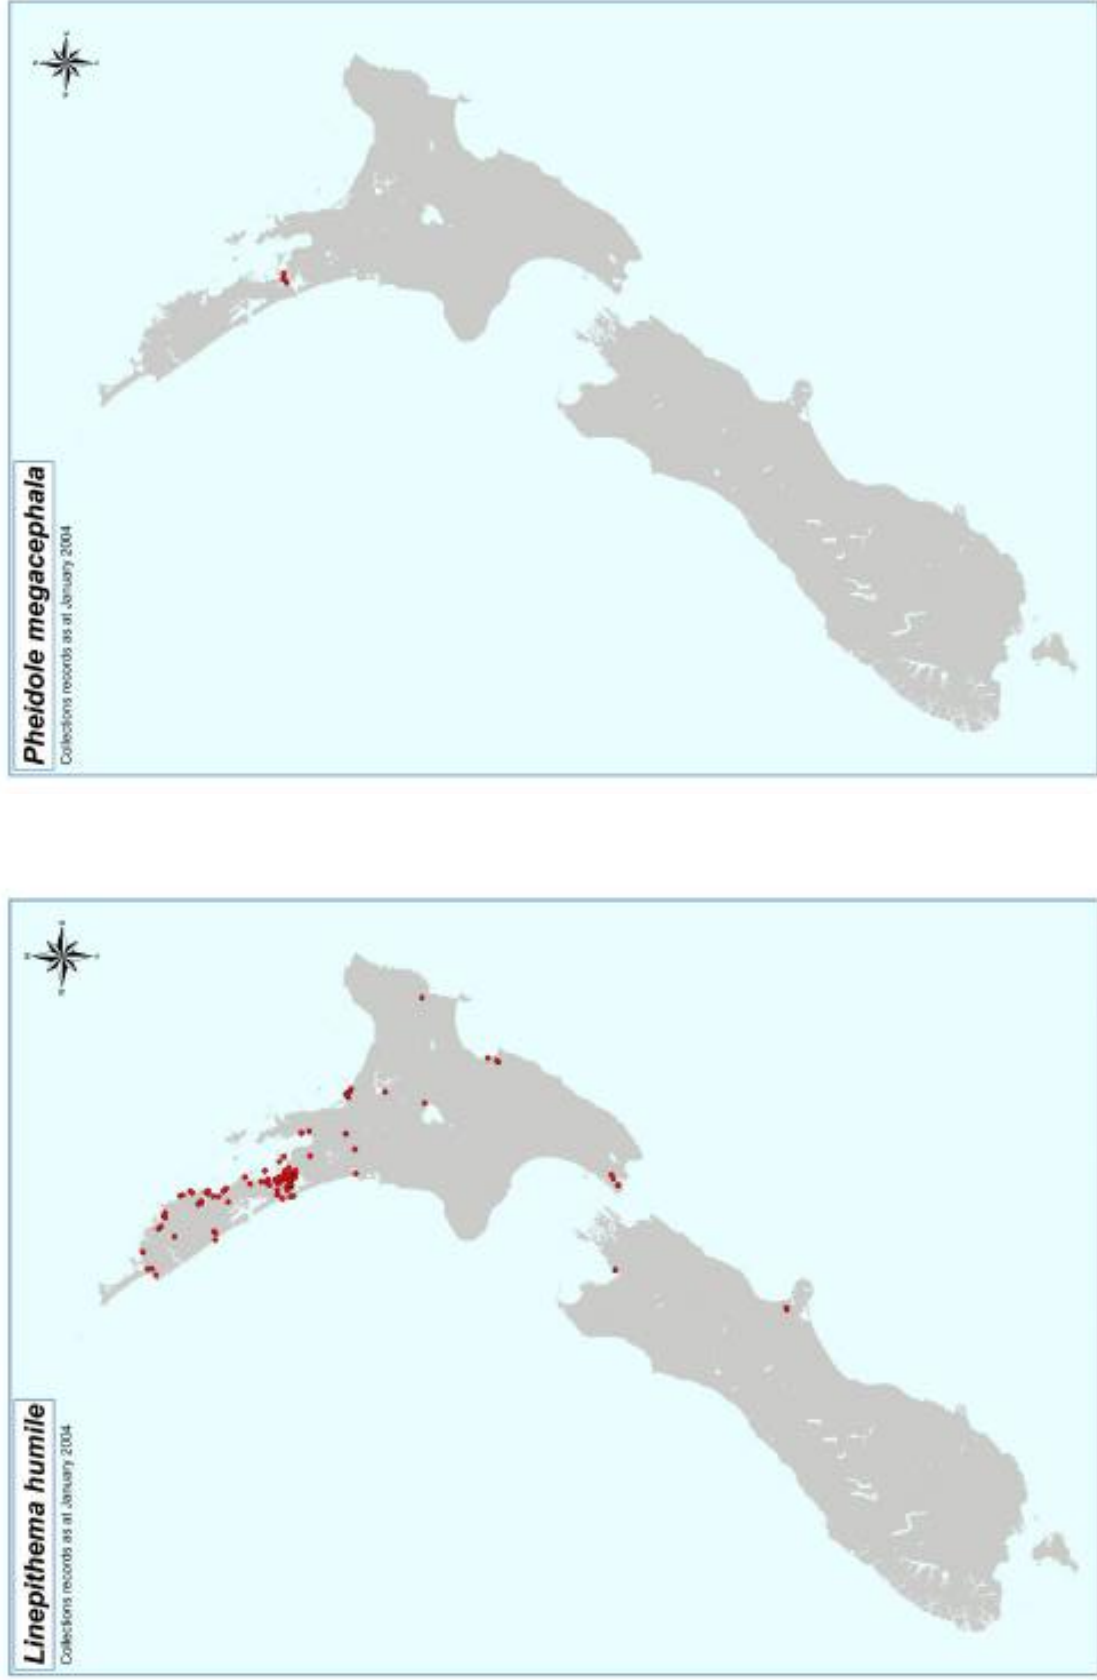 Linepithema humile
Collections records as at January 2004
Pheidole megacephala
Collections records as at January 2004